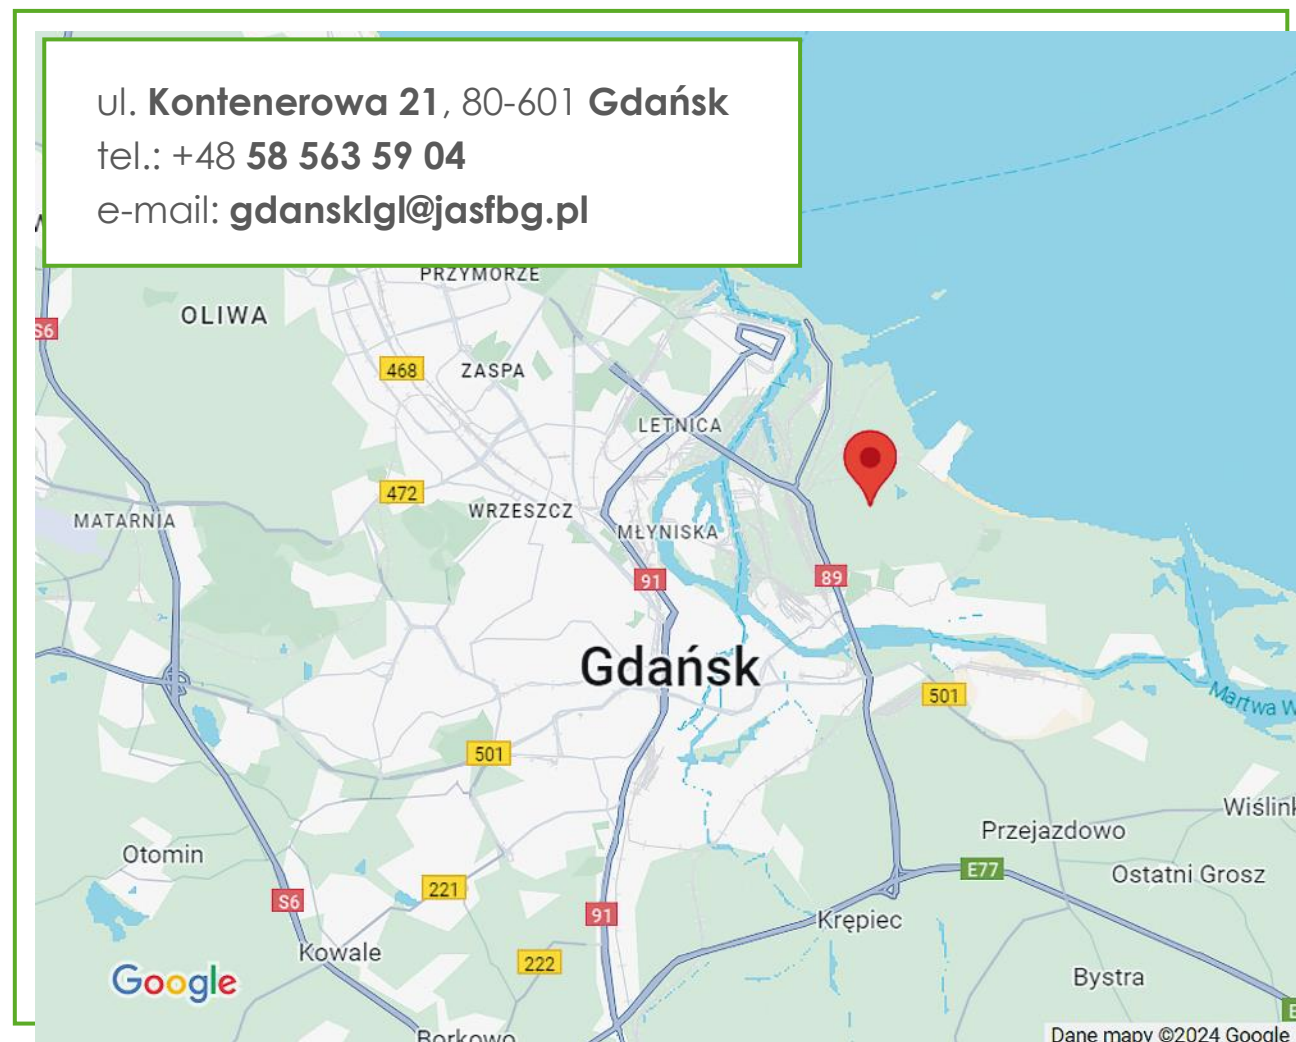 ul. Kontenerowa 21, 80-601 Gdańsk
tel.: +48 58 563 59 04
e-mail: gdansklgl@jasfbg.pl
PRZYMORZE
OLIWA
S6
468
ZASPA
LETNICA
472
WRZESZCZ
MATARNIA
MŁYNISKA
91
89
Gdańsk
501
Martwa W
501
Wiślink
Przejazdowo
Otomin
E77
Ostatni Grosz
221
S6
91
Krępiec
Kowale
222
Bystra
Google
Borkowo
Dane mapy ©2024 Google